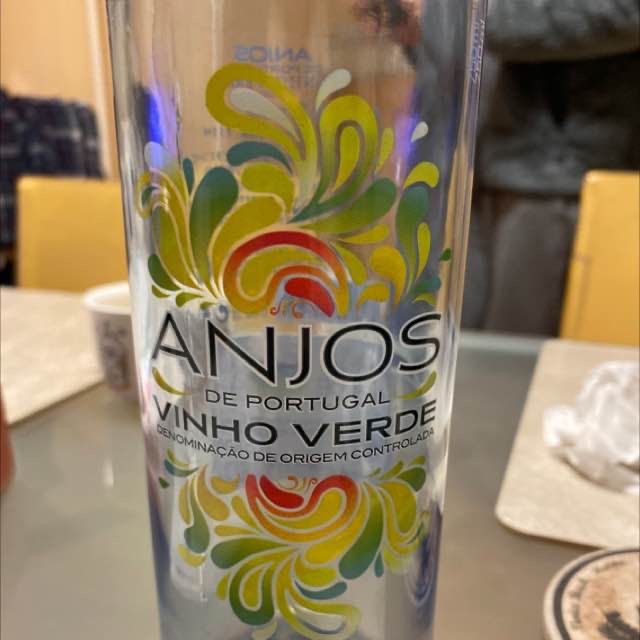 ANJOS
DE PORTUGAL
VINHO VERDE
DENOMINAÇÃO DE ORIGEM CONTROLADA